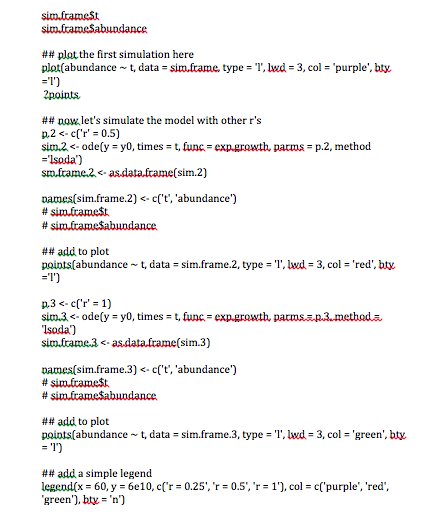 sim.frame$t
sim.frame$abundance
## plot the first simulation here
plot(abundance ~ t, data = sim.frame, type = 'l', lwd = 3, col = 'purple', bty
='l')
?points
## now let's simulate the model with other r's
p.2 <- c('r' = 0.5)
sim.2 <- ode(y = y0, times = t, func = exp.growth, parms = p.2, method
='lsoda')
sm.frame.2 <- as.data.frame(sim.2)
names(sim.frame.2) <- c('t', 'abundance')
# sim.frame$t
# sim.frame$abundance
## add to plot
points(abundance ~ t, data = sim.frame.2, type = 'l', lwd = 3, col = 'red', bty
='l')
p.3 <- c('r' = 1)
sim.3 <- ode(y = y0, times = t, func = exp.growth, parms = p.3, method =
'lsoda')
sim.frame.3 <- as.data.frame(sim.3)
names(sim.frame.3) <- c('t', 'abundance')
# sim.frame$t
# sim.frame$abundance
## add to plot
points(abundance ~ t, data = sim.frame.3, type = 'l', lwd = 3, col = 'green', bty
= 'l')
## add a simple legend
legend(x = 60, y = 6e10, c('r = 0.25', 'r = 0.5', 'r = 1'), col = c('purple', 'red',
'green'), bty = 'n')